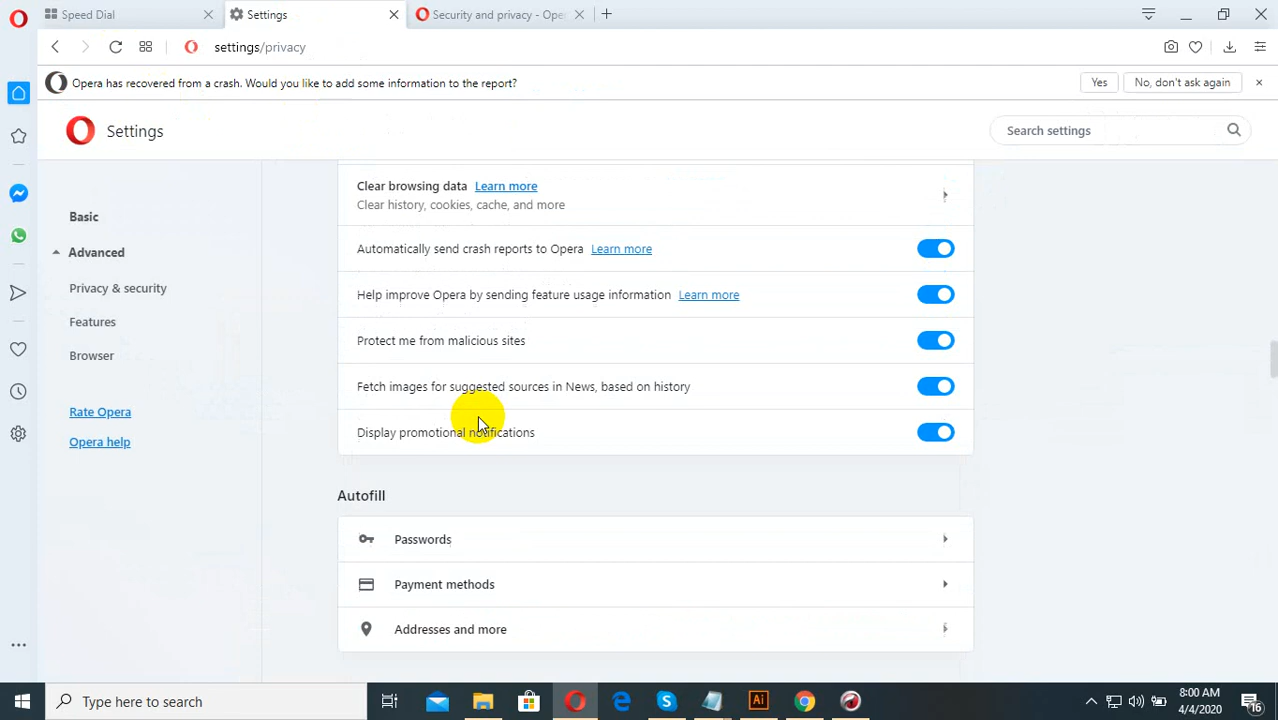 Speed Dial
Settings
Security and privacy - Ope
settings/privacy
Opera has recovered from a crash. Would you like to add some information to the report?
Yes
No, don't ask again
Settings
Search settings
Basic
Advanced
Privacy & security
Features
Browser
Rate Opera
Opera help
Clear browsing data Learn more
Clear history, cookies, cache, and more
Automatically send crash reports to Opera Learn more
Help improve Opera by sending feature usage information Learn more
Protect me from malicious sites
Fetch images for suggested sources in News, based on history
Display promotional notifications
Autofill
Passwords
Payment methods
Addresses and more
Type here to search
Ai
8:00 AM
4/4/2020
16